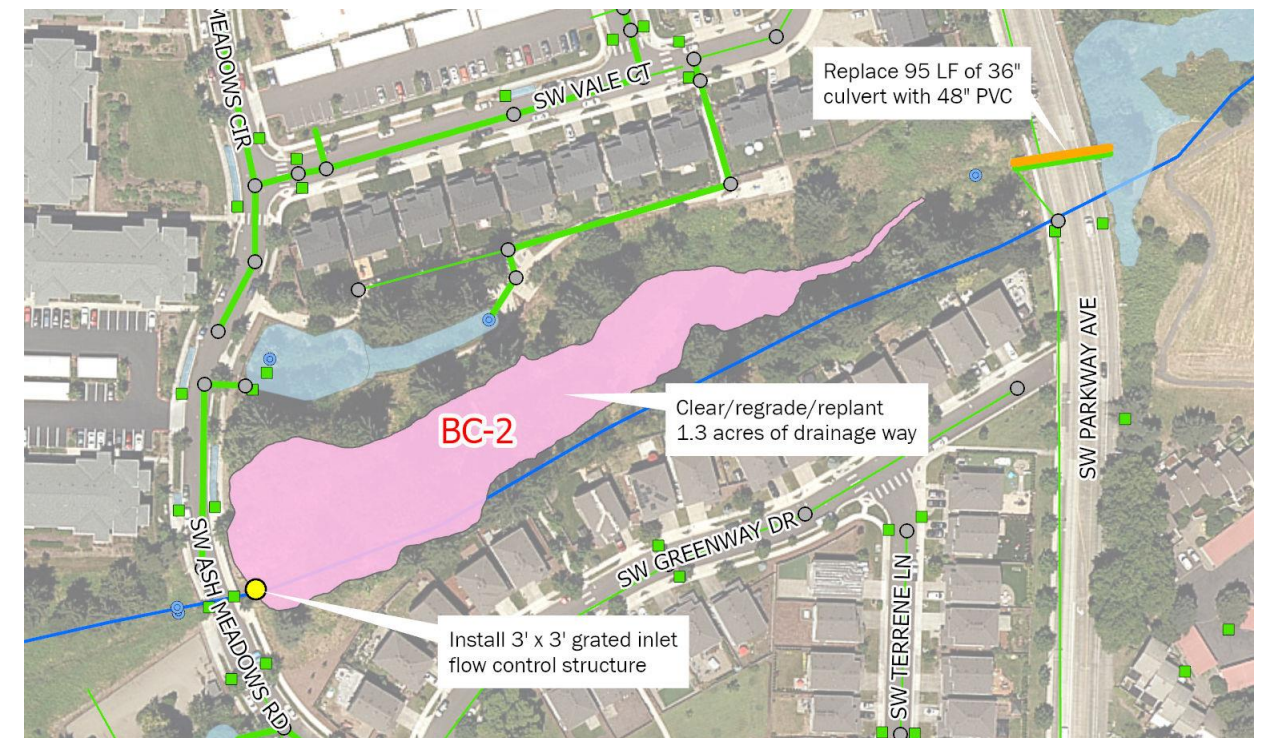 MEADOWS CIR
SW VALE CT
Replace 95 LF of 36"
culvert with 48" PVC
SW PARKWAY AVE
BC-2
Clear/regrade/replant
1.3 acres of drainage way
SW GREENWAY DR
SW ASH MEADOWS RD
SW TERRENE LN
Install 3' x 3' grated inlet
flow control structure